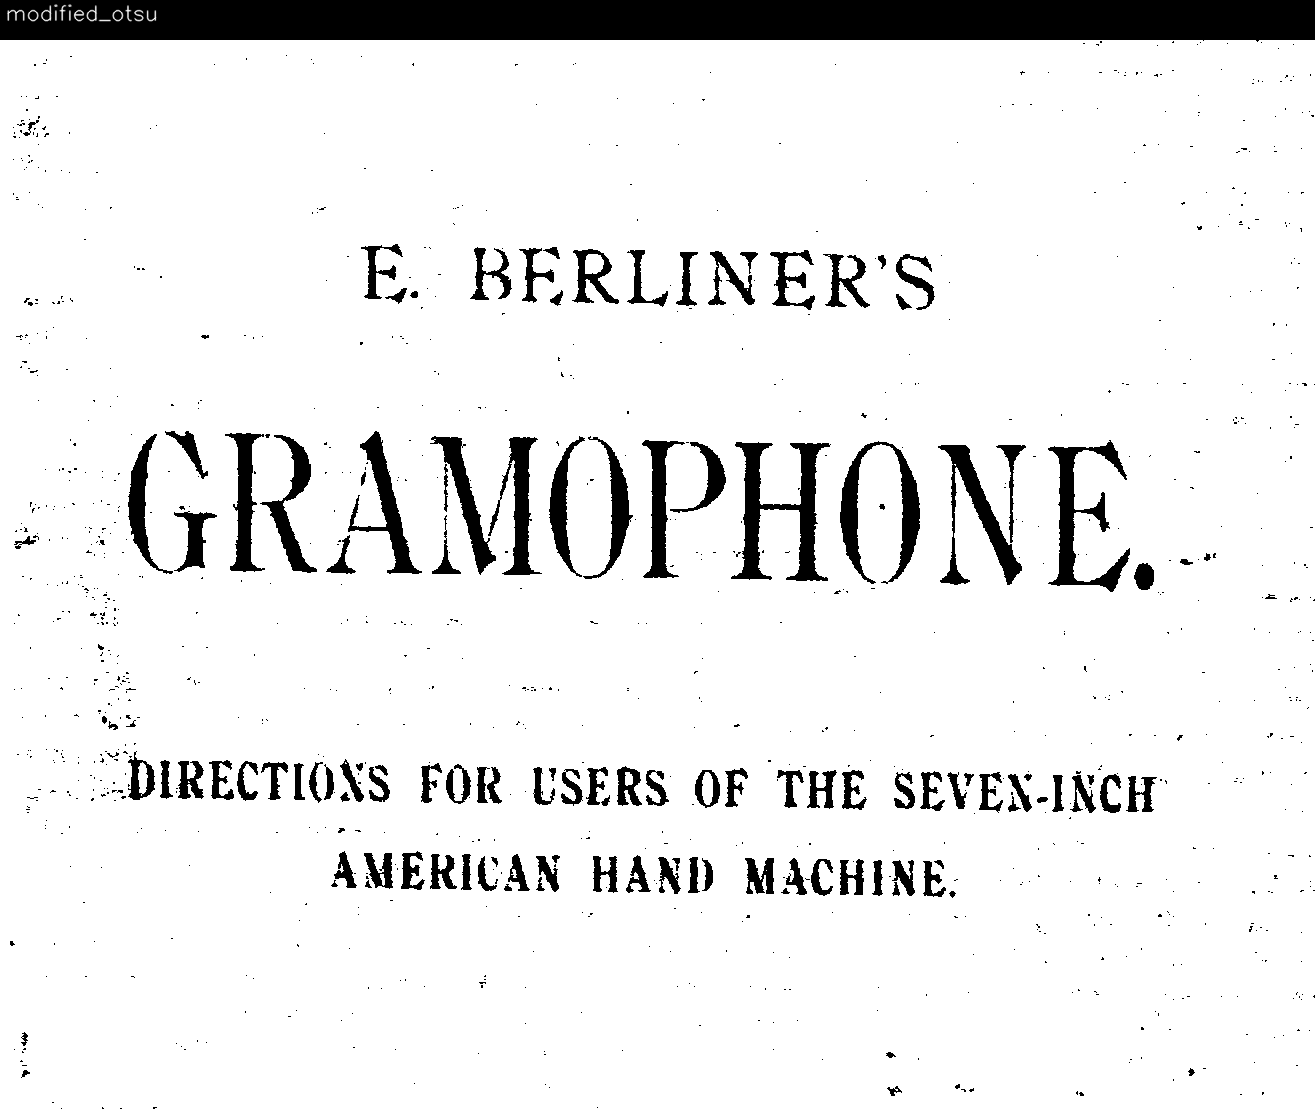 modified_otsu
E. BERLINER'S
GRAMOPHONE.
DIRECTIONS FOR USERS OF THE SEVEN-INCH
AMERICAN HAND MACHINE.